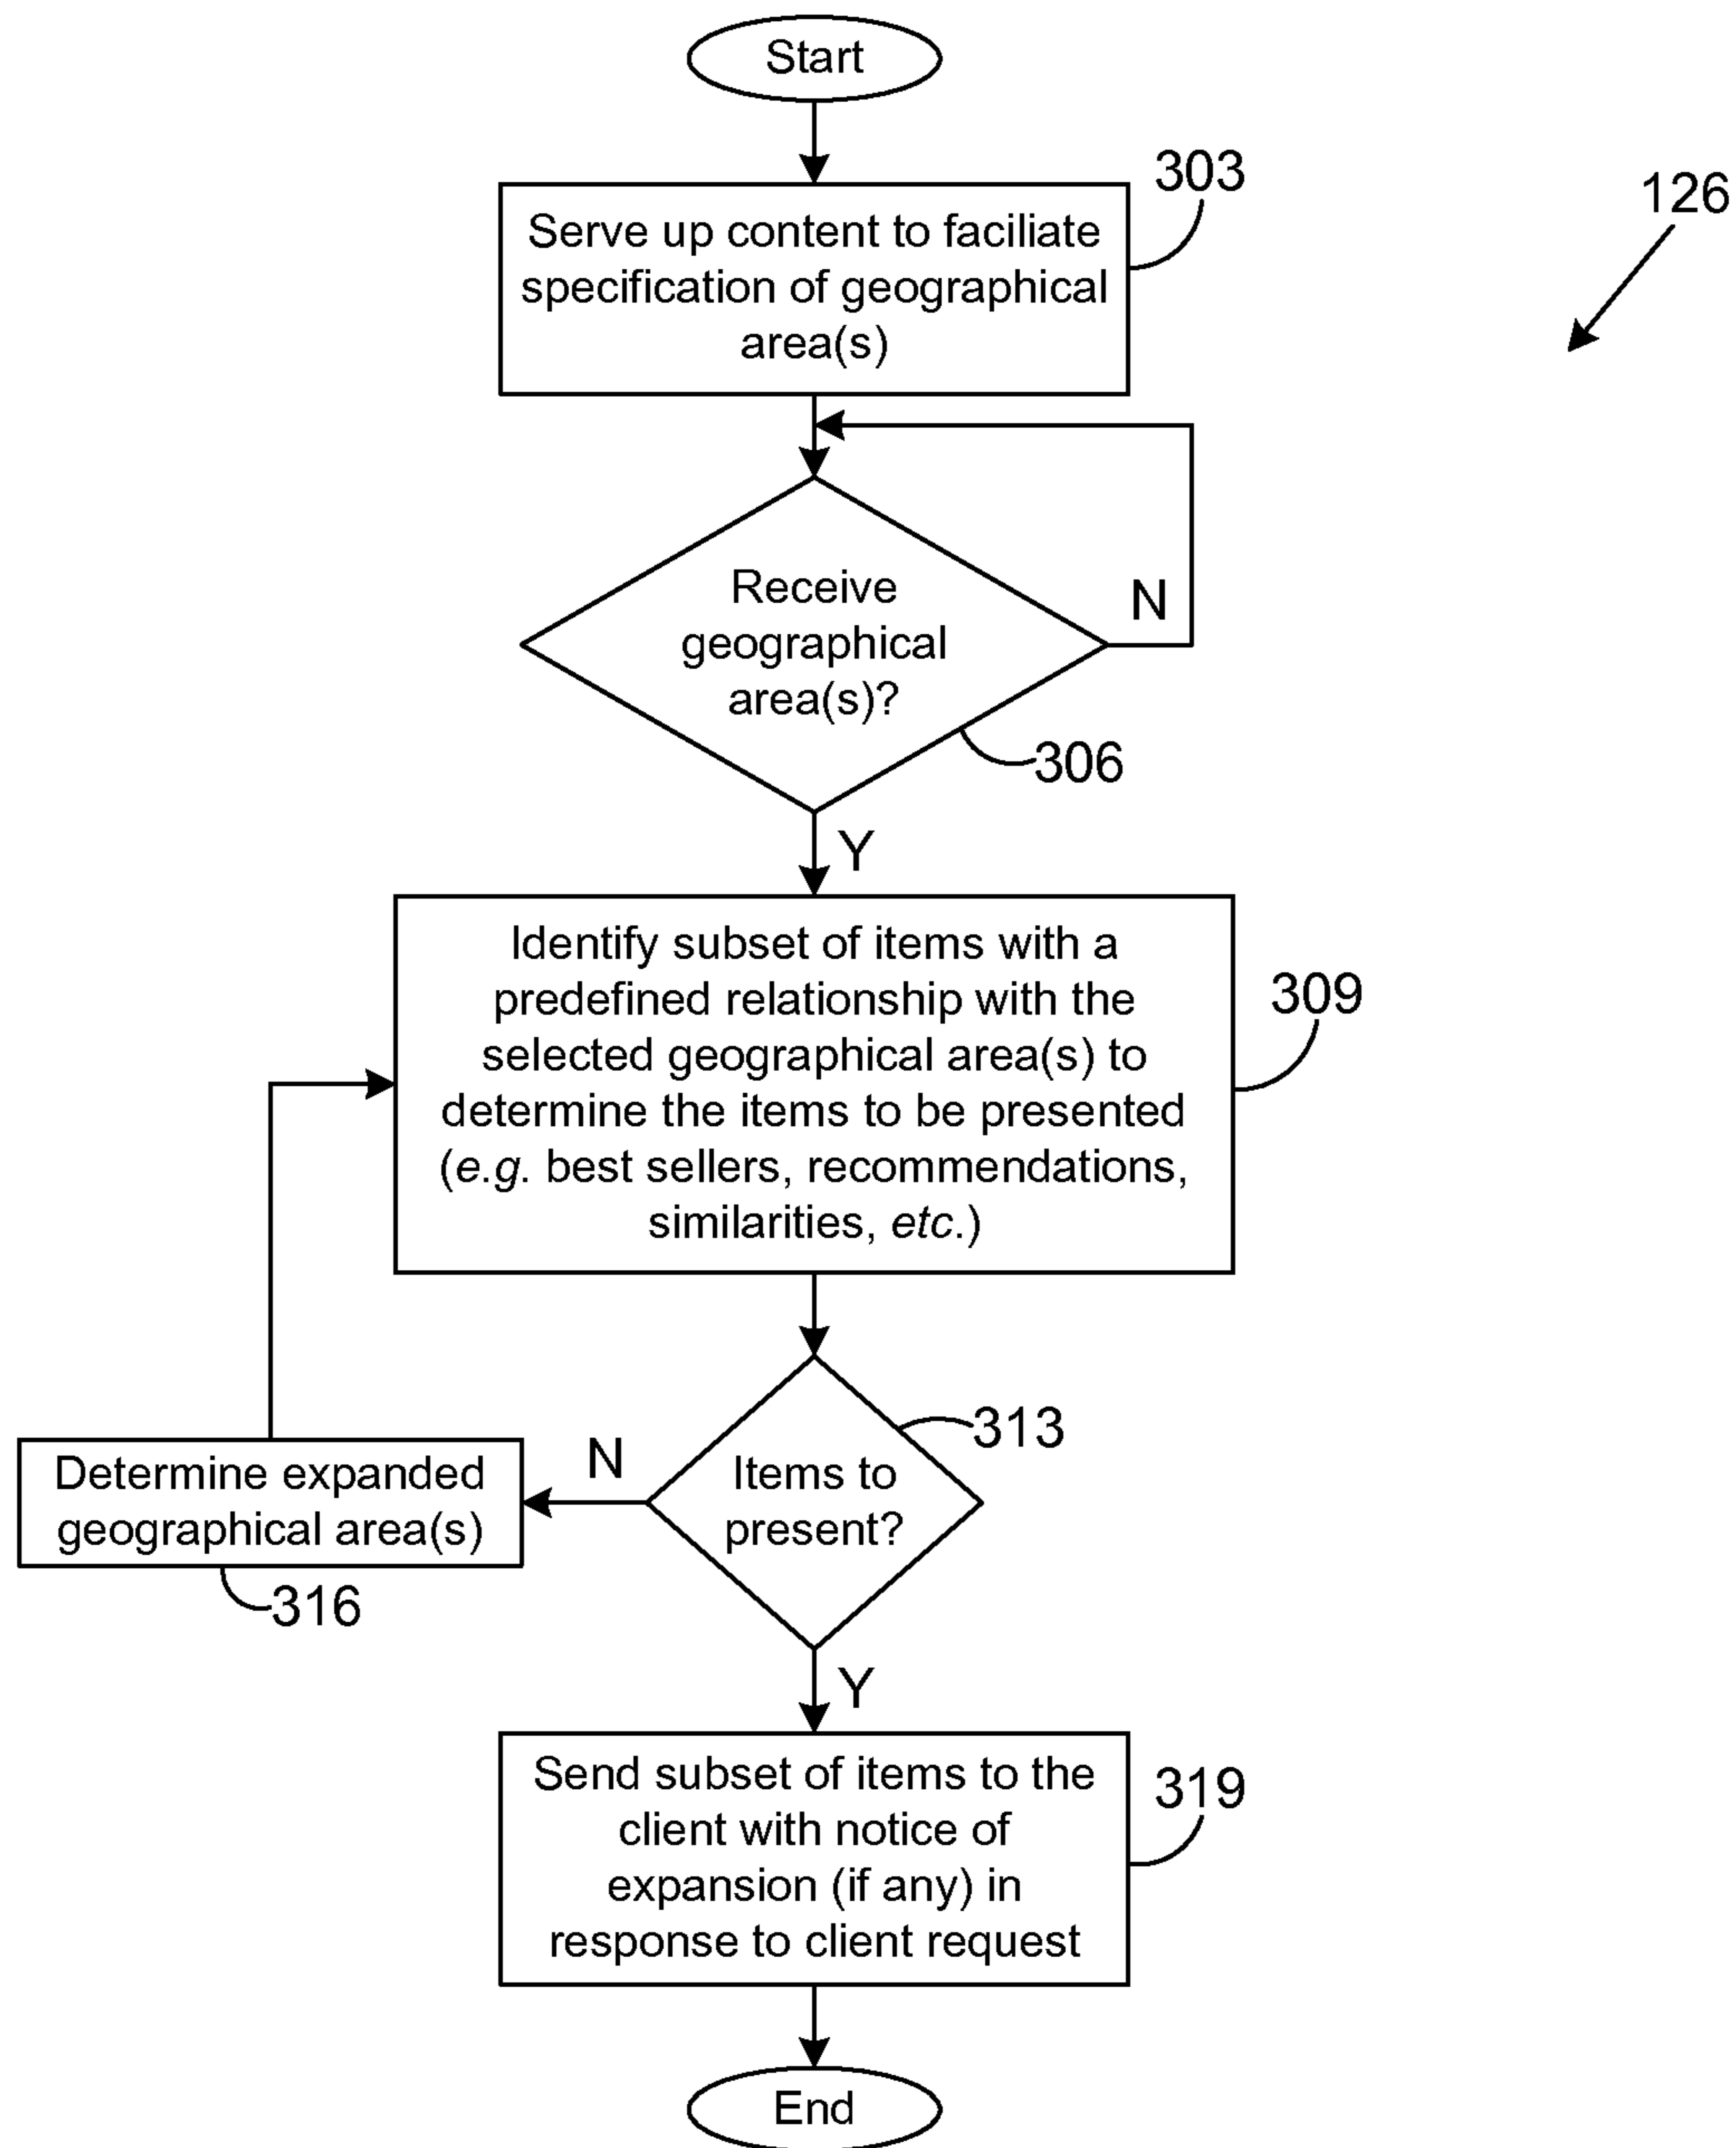 Start
303
126
Serve up content to faciliate
specification of geographical
area(s)
N
Receive
geographical
area(s)?
306
Y
Identify subset of items with a
predefined relationship with the
selected geographical area(s) to
determine the items to be presented
(e.g. best sellers, recommendations,
similarities, etc.)
309
313
N
Items to
present?
Determine expanded
geographical area(s)
316
Y
Send subset of items to the
client with notice of
expansion (if any) in
response to client request
319
End